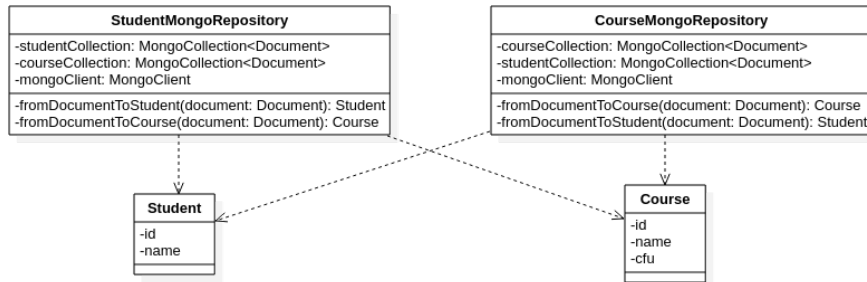 StudentMongoRepository
-studentCollection: MongoCollection<Document>
-courseCollection: MongoCollection<Document>
-mongoClient: MongoClient
-fromDocumentToStudent(document: Document): Student
-fromDocumentToCourse(document: Document): Course
CourseMongoRepository
-courseCollection: MongoCollection<Document>
-studentCollection: MongoCollection<Document>
-mongoClient: MongoClient
-fromDocumentToCourse(document: Document): Course
-fromDocumentToStudent(document: Document): Student
Student
-id
-name
Course
-id
-name
-cfu